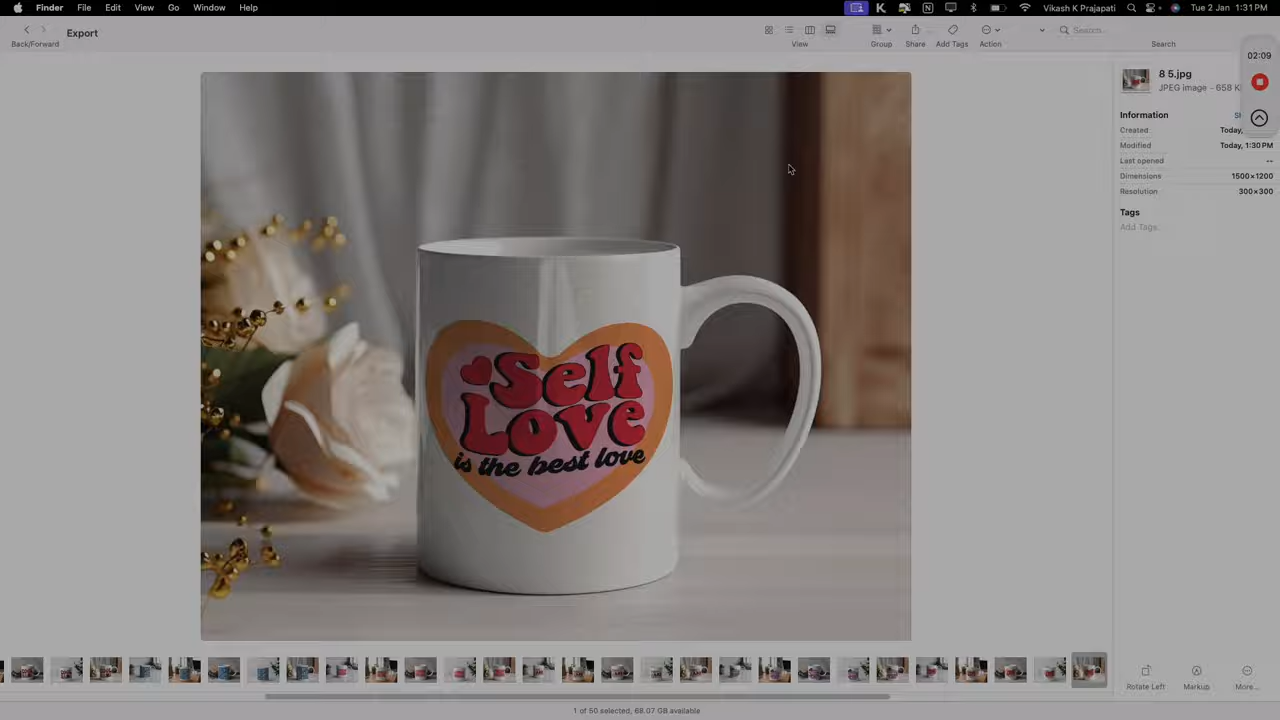 Finder File Edit View Go Window Help Vikash K Prajapati Tue 2 Jan 1:31 PM
Back/Forward
Export
View
Group
Share
Add Tags
Action
Search
Search
02:09
8 5.jpg
JPEG image - 658
Information
Created Today,
Modified Today, 1:30 PM
Last opened --
Dimensions 1500×1200
Resolution 300×300
Tags
Add Tags
Self
Love
is the best love
Rotate Left
Markup
More...
1 of 50 selected, 68.07 GB available